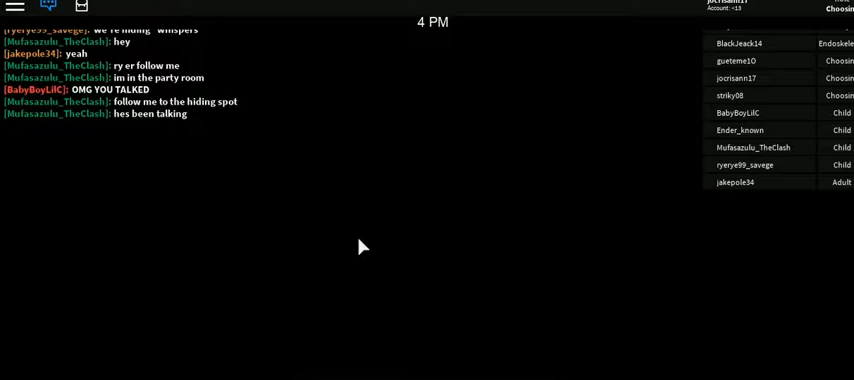 jocrisann17
Account: <13
Choosin
4 PM
[ryerye99_savege]: we re hiding *whispers
[Mufasazulu_TheClash]: hey
[jakepole34]: yeah
[Mufasazulu_TheClash]: ry er follow me
[Mufasazulu_TheClash]: im in the party room
[BabyBoyLilC]: OMG YOU TALKED
[Mufasazulu_TheClash]: follow me to the hiding spot
[Mufasazulu_TheClash]: hes been talking
BlackJeack14 Endoskele
gueteme10 Choosin
jocrisann17 Choosin
striky08 Choosin
BabyBoyLilC Child
Ender_known Child
Mufasazulu_TheClash Child
ryerye99_savege Child
jakepole34 Adult